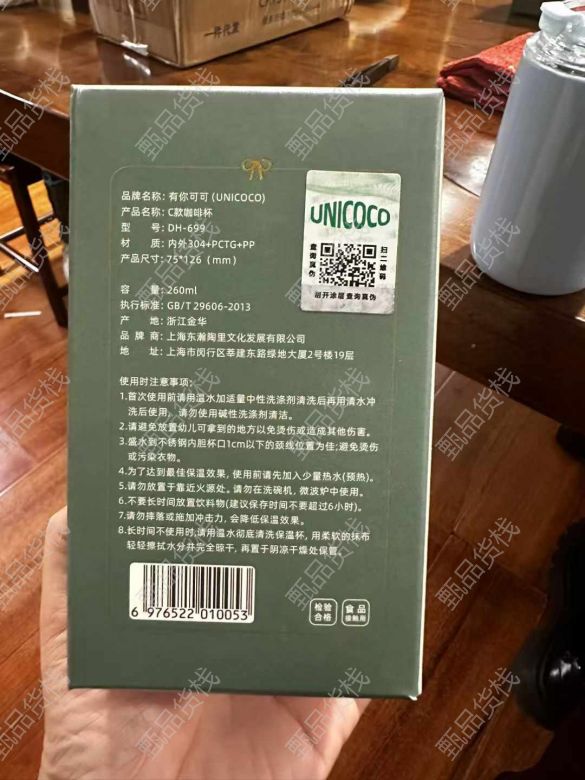 一件代发
UNICOCO
查询真伪
扫二维码
刮开涂层查询真伪
品牌名称: 有你可可 (UNICOCO)
产品名称: C款咖啡杯
型 号: DH-699
材 质: 内外304+PCTG+PP
产品尺寸: 75*126 (mm)
容 量: 260ml
执行标准: GB/T 29606-2013
产 地: 浙江金华
品 牌 商: 上海东瀚陶里文化发展有限公司
地 址: 上海市闵行区莘建东路绿地大厦2号楼19层
使用时注意事项:
1.首次使用前请用温水加适量中性洗涤剂清洗后再用清水冲
洗后使用, 请勿使用碱性洗涤剂清洁。
2.请避免放置幼儿可拿到的地方以免烫伤或造成其他伤害。
3.盛水到不锈钢内胆杯口1cm以下的颈线位置为佳;避免烫伤
或污染衣物。
4.为了达到最佳保温效果, 使用前请先加入少量热水(预热)。
5.请勿放置于靠近火源处。请勿在洗碗机, 微波炉中使用。
6.不要长时间放置饮料物(建议保存时间不要超过6小时)。
7.请勿摔落或施加冲击力, 会降低保温效果。
8.长时间不使用时,请用温水彻底清洗保温杯, 用柔软的抹布
轻轻擦拭水分并完全晾干, 再置于阴凉干燥处保管。
6 976522 010053
检验
合格
食品
接触用
甄品货栈